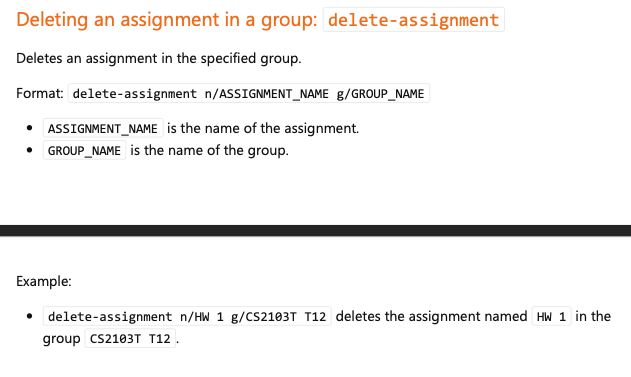 Deleting an assignment in a group: delete-assignment
Deletes an assignment in the specified group.
Format: delete-assignment n/ASSIGNMENT_NAME g/GROUP_NAME
• ASSIGNMENT_NAME is the name of the assignment.
• GROUP_NAME is the name of the group.
Example:
• delete-assignment n/HW 1 g/CS2103T T12 deletes the assignment named HW 1 in the
group CS2103T T12.